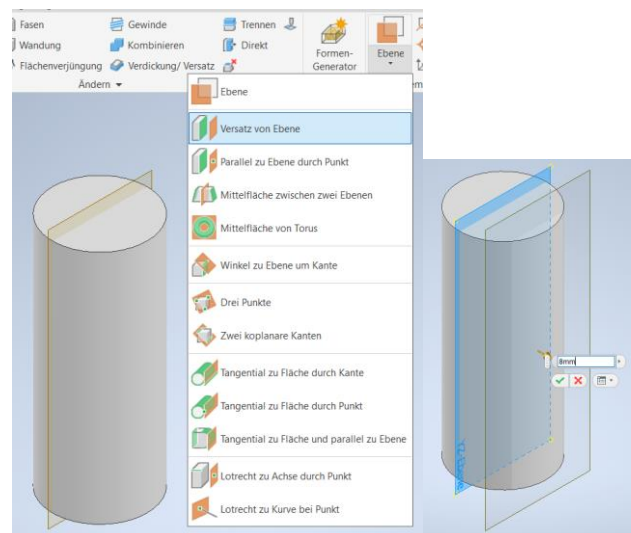 Fasen
Gewinde
Trennen
Wandung
Kombinieren
Direkt
Flächenverjüngung
Verdickung/ Versatz
Formen-
Generator
Ebene
Ändern
Ebene
Versatz von Ebene
Parallel zu Ebene durch Punkt
Mittelfläche zwischen zwei Ebenen
Mittelfläche von Torus
Winkel zu Ebene um Kante
Drei Punkte
Zwei koplanare Kanten
Tangential zu Fläche durch Kante
Tangential zu Fläche durch Punkt
Tangential zu Fläche und parallel zu Ebene
Lotrecht zu Achse durch Punkt
Lotrecht zu Kurve bei Punkt
8mm